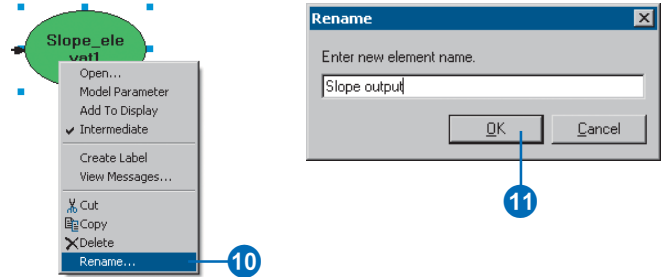 Slope_ele
vat1
Open...
Model Parameter
Add To Display
Intermediate
Create Label
View Messages...
Cut
Copy
Delete
Rename...
10
Rename
Enter new element name.
Slope output
OK
Cancel
11